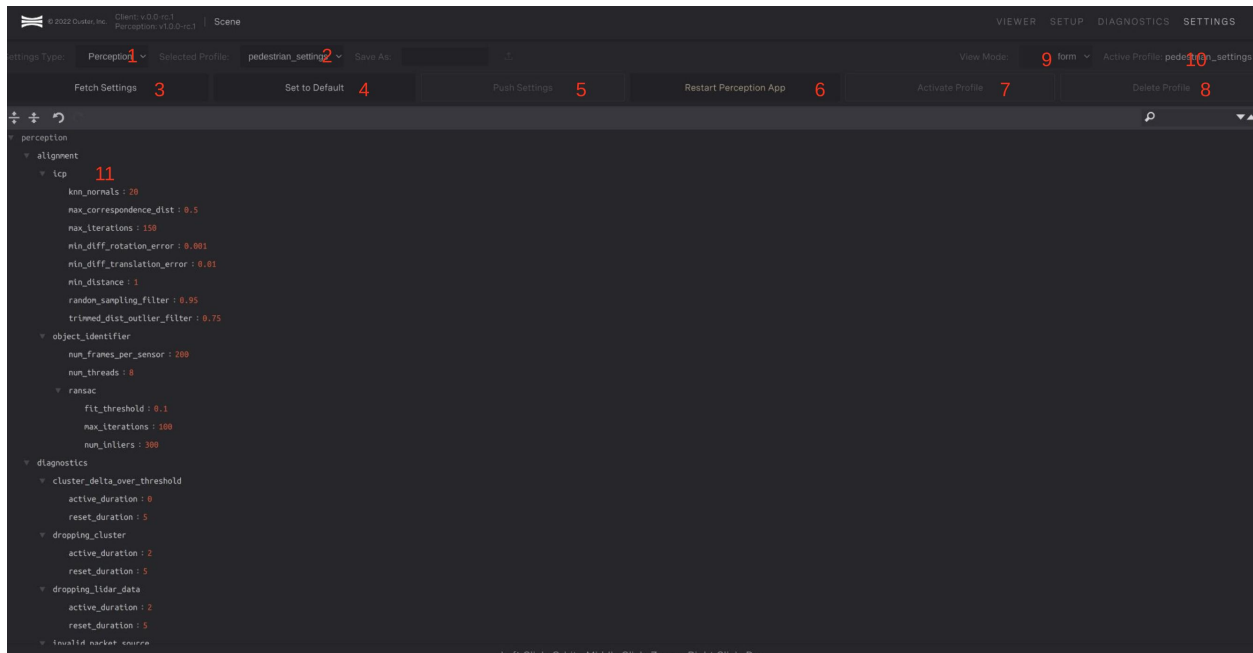 © 2022 Ouster, Inc. Client: v.0.0-rc.1 Scene VIEWER SETUP DIAGNOSTICS SETTINGS
Perception: v1.0.0-rc.1
ettings Type: Perception 1 Selected Profile: pedestrian_settings 2 Save As: View Mode: 9 form Active Profile: pedestrian_settings 10
Fetch Settings 3 Set to Default 4 Push Settings 5 Restart Perception App 6 Activate Profile 7 Delete Profile 8
perception
alignment
icp 11
knn_normals : 20
max_correspondence_dist : 0.5
max_iterations : 150
min_diff_rotation_error : 0.001
min_diff_translation_error : 0.01
min_distance : 1
random_sampling_filter : 0.95
trimmed_dist_outlier_filter : 0.75
object_identifier
num_frames_per_sensor : 200
num_threads : 8
ransac
fit_threshold : 0.1
max_iterations : 100
num_inliers : 300
diagnostics
cluster_delta_over_threshold
active_duration : 0
reset_duration : 5
dropping_cluster
active_duration : 2
reset_duration : 5
dropping_lidar_data
active_duration : 2
reset_duration : 5
invalid_packet_source